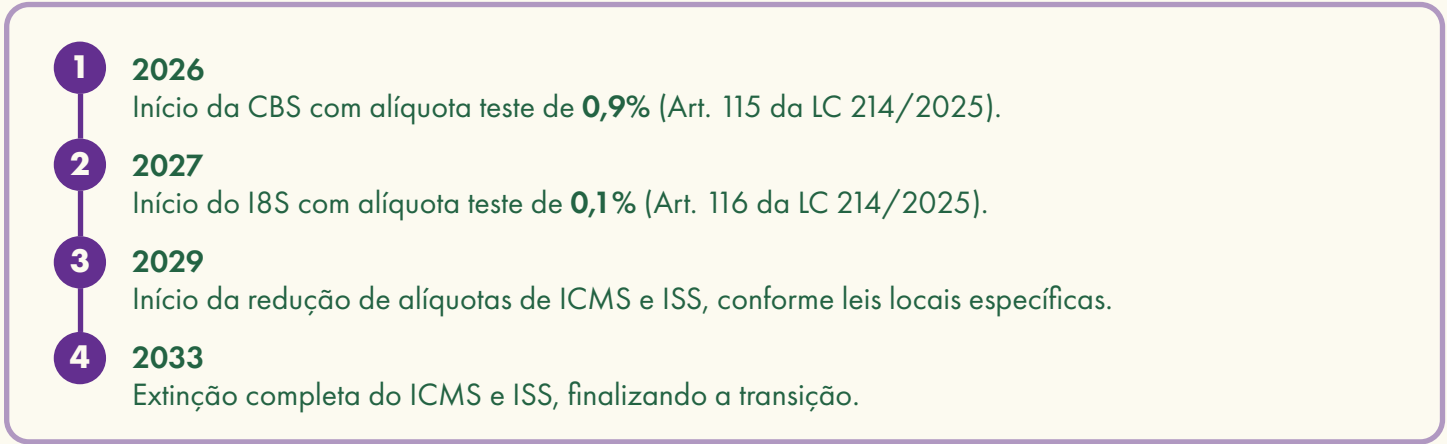 1
2026
Início da CBS com alíquota teste de 0,9% (Art. 115 da LC 214/2025).
2
2027
Início do I8S com alíquota teste de 0,1% (Art. 116 da LC 214/2025).
3
2029
Início da redução de alíquotas de ICMS e ISS, conforme leis locais específicas.
4
2033
Extinção completa do ICMS e ISS, finalizando a transição.